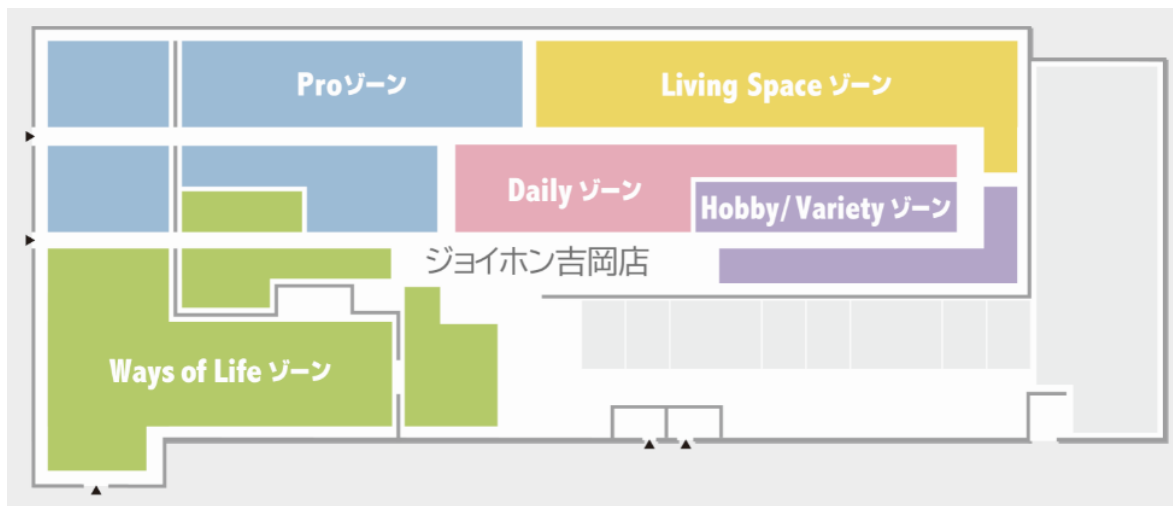 Proゾーン
Living Space ゾーン
Daily ゾーン
Hobby/Variety ゾーン
ジョイホン吉岡店
Ways of Life ゾーン